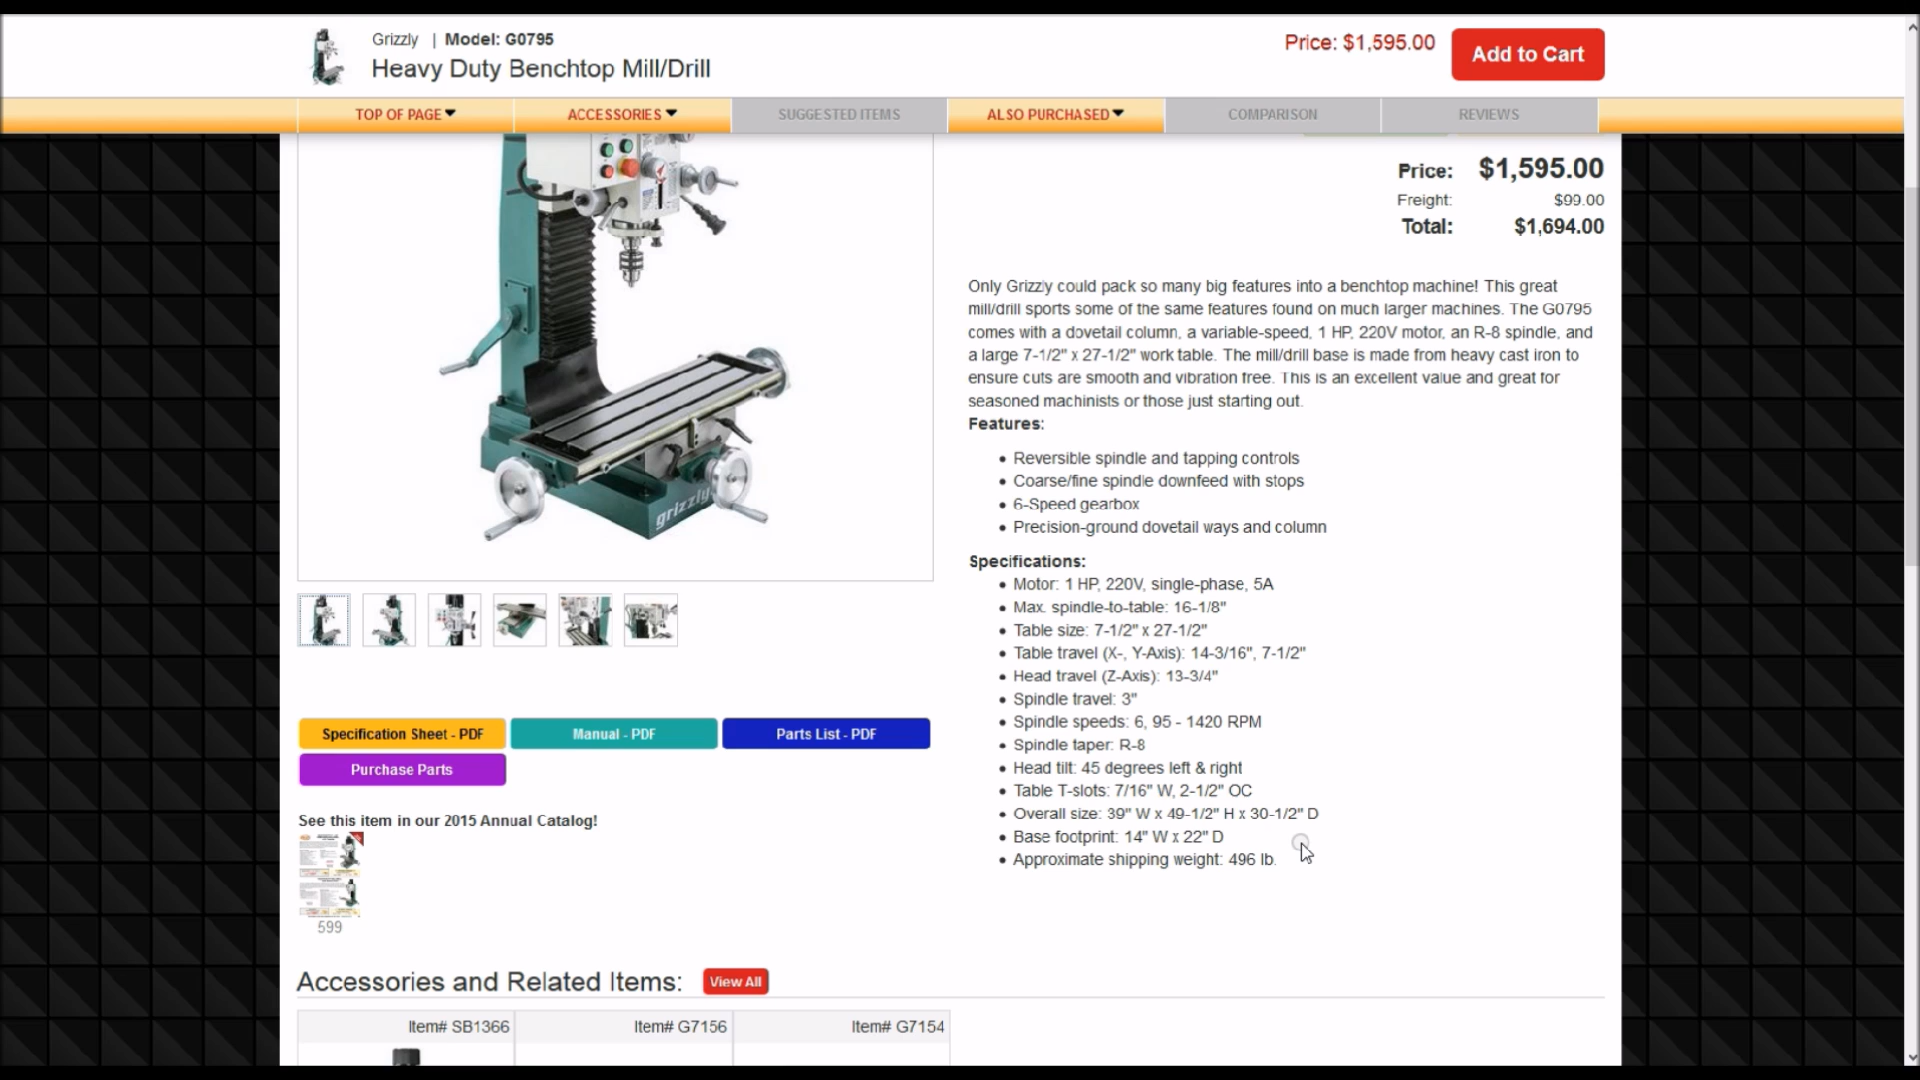 Grizzly | Model: G0795
Heavy Duty Benchtop Mill/Drill
Price: $1,595.00
Add to Cart
TOP OF PAGE
ACCESSORIES
SUGGESTED ITEMS
ALSO PURCHASED
COMPARISON
REVIEWS
grizzly
Price: $1,595.00
Freight: $99.00
Total: $1,694.00
Only Grizzly could pack so many big features into a benchtop machine! This great
mill/drill sports some of the same features found on much larger machines. The G0795
comes with a dovetail column, a variable-speed, 1 HP, 220V motor, an R-8 spindle, and
a large 7-1/2" x 27-1/2" work table. The mill/drill base is made from heavy cast iron to
ensure cuts are smooth and vibration free. This is an excellent value and great for
seasoned machinists or those just starting out.
Features:
• Reversible spindle and tapping controls
• Coarse/fine spindle downfeed with stops
• 6-Speed gearbox
• Precision-ground dovetail ways and column
Specifications:
• Motor: 1 HP, 220V, single-phase, 5A
• Max. spindle-to-table: 16-1/8"
• Table size: 7-1/2" x 27-1/2"
• Table travel (X-, Y-Axis): 14-3/16", 7-1/2"
• Head travel (Z-Axis): 13-3/4"
• Spindle travel: 3"
• Spindle speeds: 6, 95 - 1420 RPM
• Spindle taper: R-8
• Head tilt: 45 degrees left & right
• Table T-slots: 7/16" W, 2-1/2" OC
• Overall size: 39" W x 49-1/2" H x 30-1/2" D
• Base footprint: 14" W x 22" D
• Approximate shipping weight: 496 lb.
Specification Sheet - PDF
Manual - PDF
Parts List - PDF
Purchase Parts
See this item in our 2015 Annual Catalog!
599
Accessories and Related Items:
View All
Item# SB1366
Item# G7156
Item# G7154